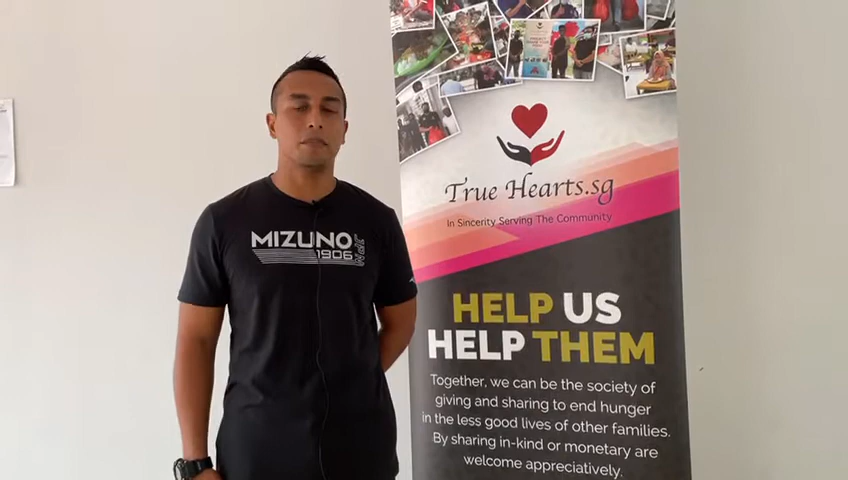 MIZUNO
1906
JPN
True Hearts.sg
In Sincerity Serving The Community
HELP US
HELP THEM
Together, we can be the society of
giving and sharing to end hunger
in the less good lives of other families.
By sharing in-kind or monetary are
welcome appreciatively.